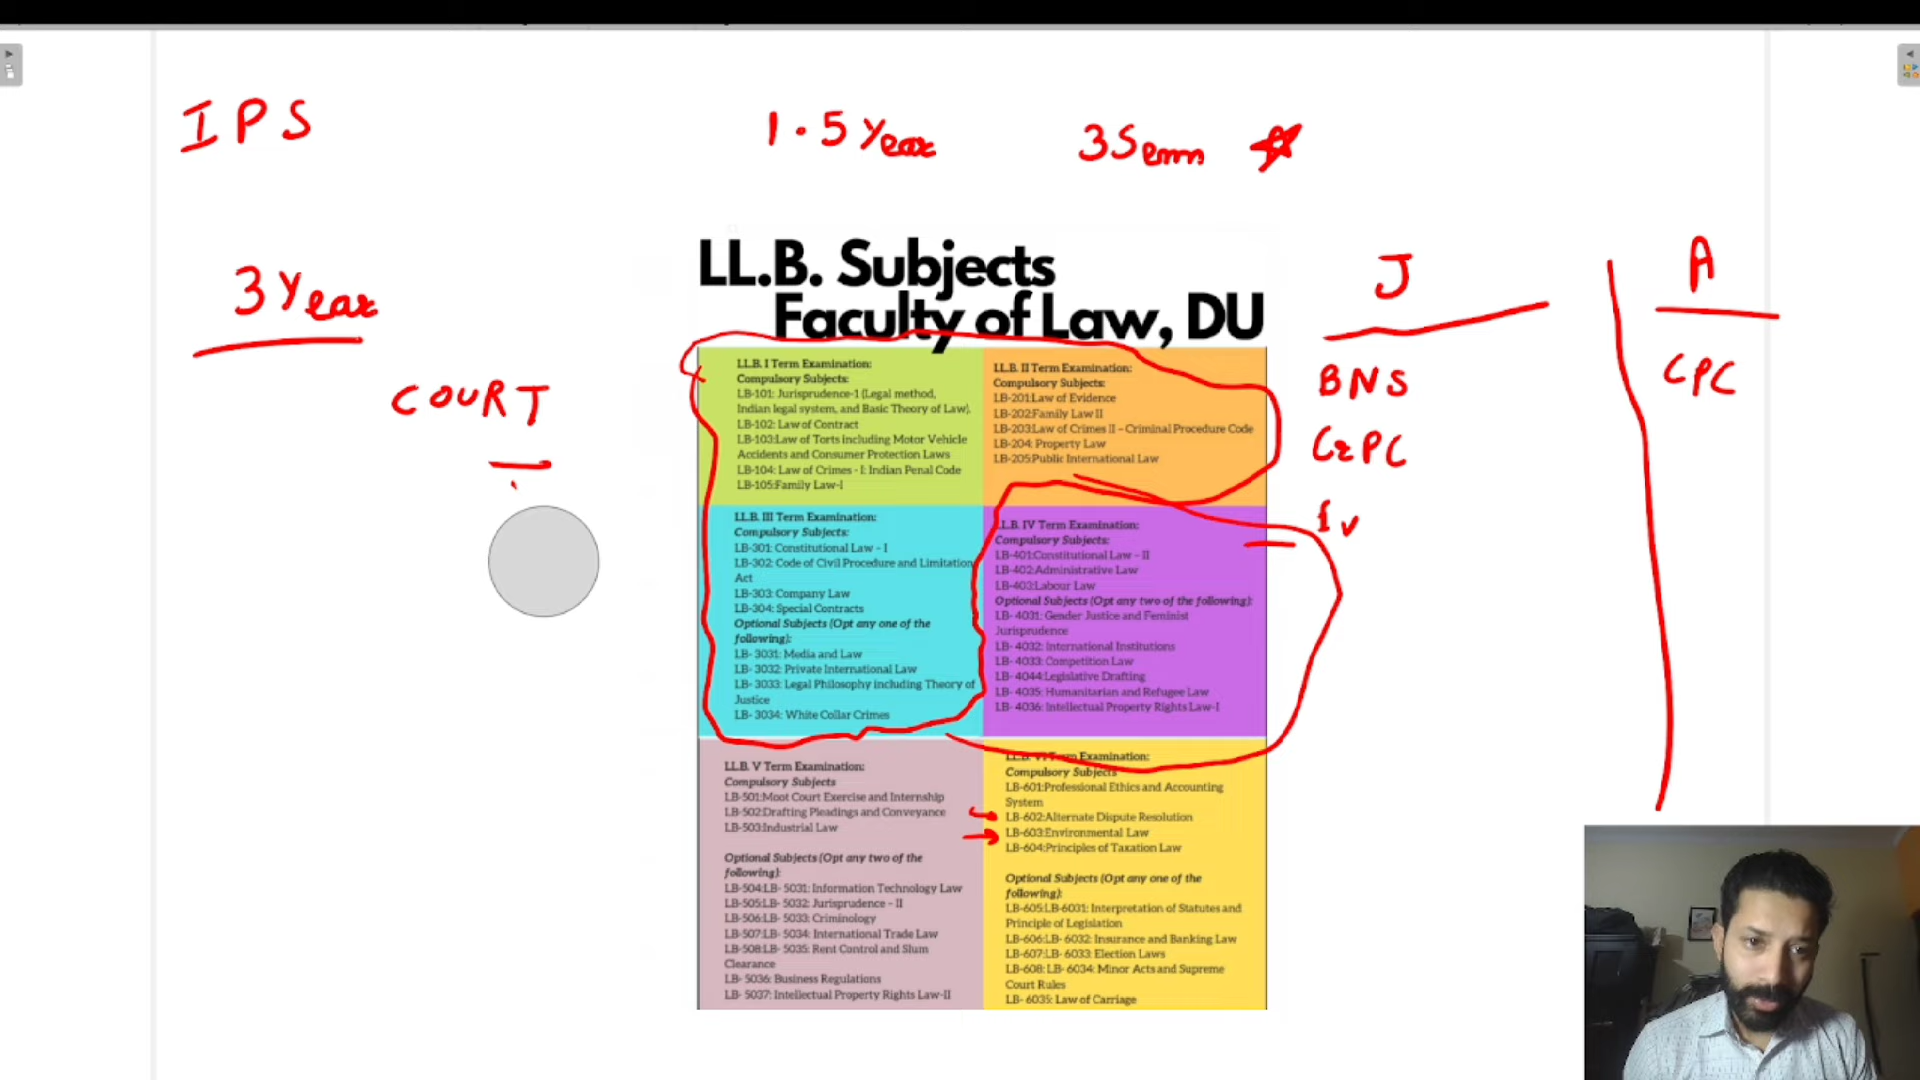 IPS
1.5 Year
3 Sem
3 Year
COURT
LL.B. Subjects
Faculty of Law, DU
LL.B. I Term Examination:
Compulsory Subjects:
LB-101: Jurisprudence-1 (Legal method,
Indian legal system, and Basic Theory of Law).
LB-102: Law of Contract
LB-103:Law of Torts including Motor Vehicle
Accidents and Consumer Protection Laws
LB-104: Law of Crimes - I: Indian Penal Code
LB-105:Family Law-I
LL.B. II Term Examination:
Compulsory Subjects:
LB-201Law of Evidence
LB-202Family Law II
LB-203:Law of Crimes II – Criminal Procedure Code
LB-204: Property Law
LB-205:Public International Law
LL.B. III Term Examination:
Compulsory Subjects:
LB-301: Constitutional Law – I
LB-302: Code of Civil Procedure and Limitation
Act
LB-303: Company Law
LB-304: Special Contracts
Optional Subjects (Opt any one of the
following):
LB- 3031: Media and Law
LB- 3032: Private International Law
LB- 3033: Legal Philosophy including Theory of
Justice
LB- 3034: White Collar Crimes
LL.B. IV Term Examination:
Compulsory Subjects:
LB-401:Constitutional Law – II
LB-402:Administrative Law
LB-403:Labour Law
Optional Subjects (Opt any two of the following):
LB- 4031: Gender Justice and Feminist
Jurisprudence
LB- 4032: International Institutions
LB- 4033: Competition Law
LB- 4044:Legislative Drafting
LB- 4035: Humanitarian and Refugee Law
LB- 4036: Intellectual Property Rights Law-I
LL.B. V Term Examination:
Compulsory Subjects
LB-501:Moot Court Exercise and Internship
LB-502:Drafting Pleadings and Conveyance
LB-503:Industrial Law
Optional Subjects (Opt any two of the
following):
LB-504:LB- 5031: Information Technology Law
LB-505:LB- 5032: Jurisprudence – II
LB-506:LB- 5033: Criminology
LB-507:LB- 5034: International Trade Law
LB-508:LB- 5035: Rent Control and Slum
Clearance
LB- 5036: Business Regulations
LB- 5037: Intellectual Property Rights Law-II
LL.B. VI Term Examination:
Compulsory Subjects
LB-601:Professional Ethics and Accounting
System
LB-602:Alternate Dispute Resolution
LB-603:Environmental Law
LB-604:Principles of Taxation Law
Optional Subjects (Opt any one of the
following):
LB-605:LB-6031: Interpretation of Statutes and
Principle of Legislation
LB-606:LB- 6032: Insurance and Banking Law
LB-607:LB- 6033: Election Laws
LB-608: LB- 6034: Minor Acts and Supreme
Court Rules
LB- 6035: Law of Carriage
J
BNS
CrPC
A
CPC